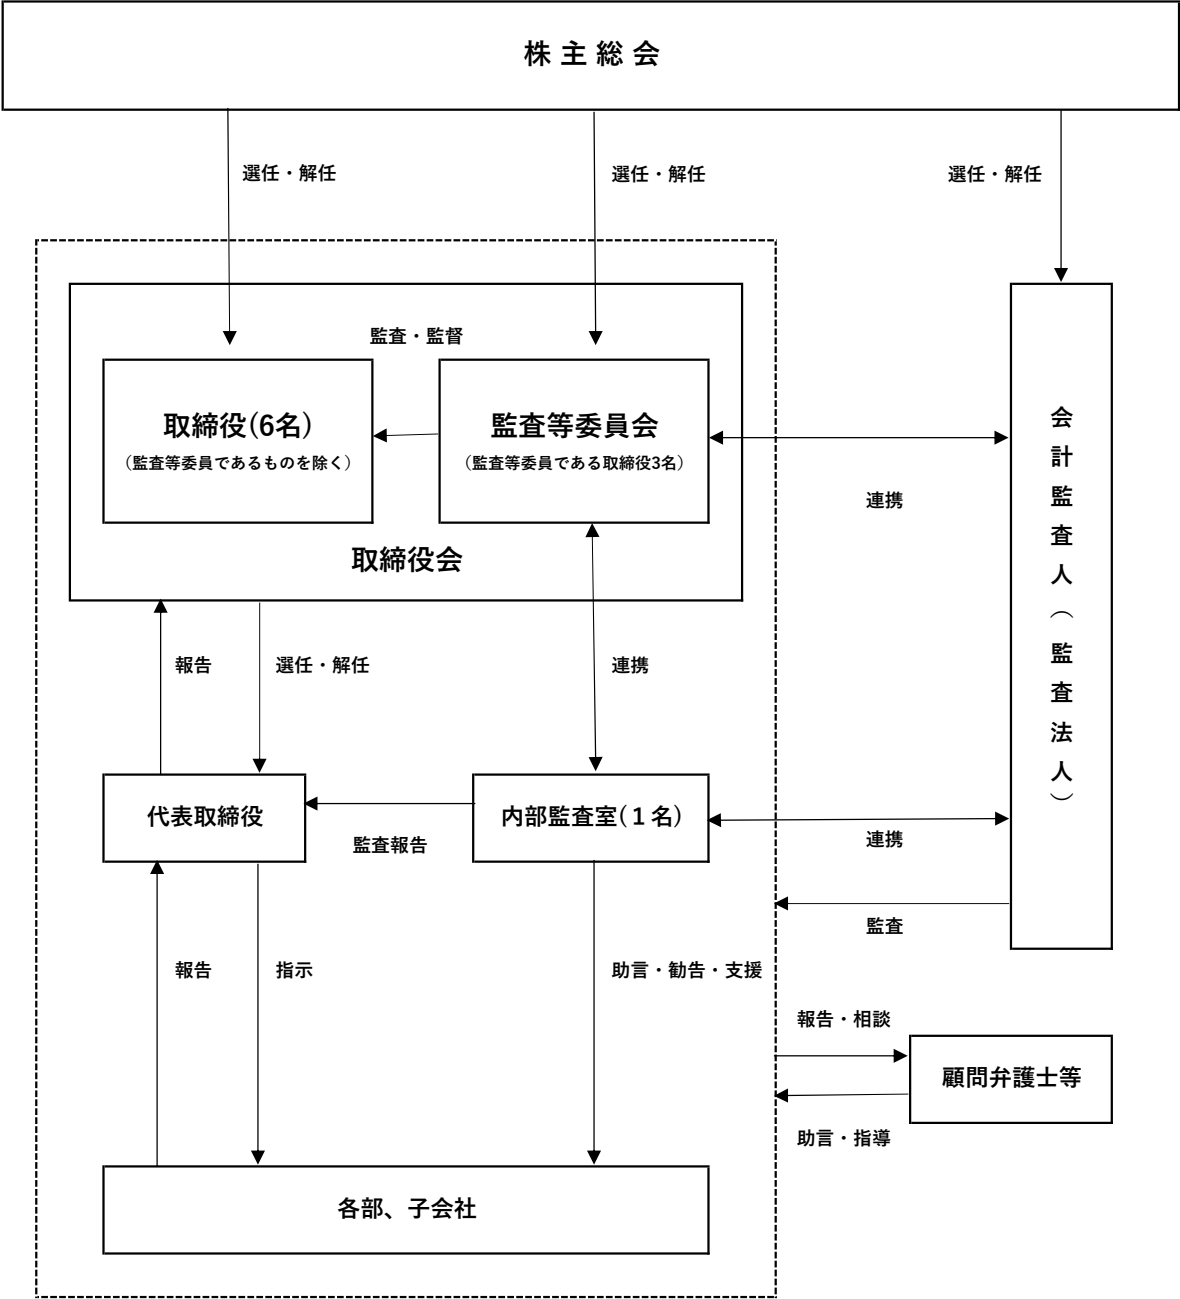 株主総会
選任・解任
選任・解任
選任・解任
監査・監督
取締役(6名)
(監査等委員であるものを除く)
監査等委員会
(監査等委員である取締役3名)
取締役会
連携
会計監査人(監査法人)
報告
選任・解任
連携
代表取締役
内部監査室(１名)
監査報告
連携
監査
報告
指示
助言・勧告・支援
報告・相談
顧問弁護士等
助言・指導
各部、子会社